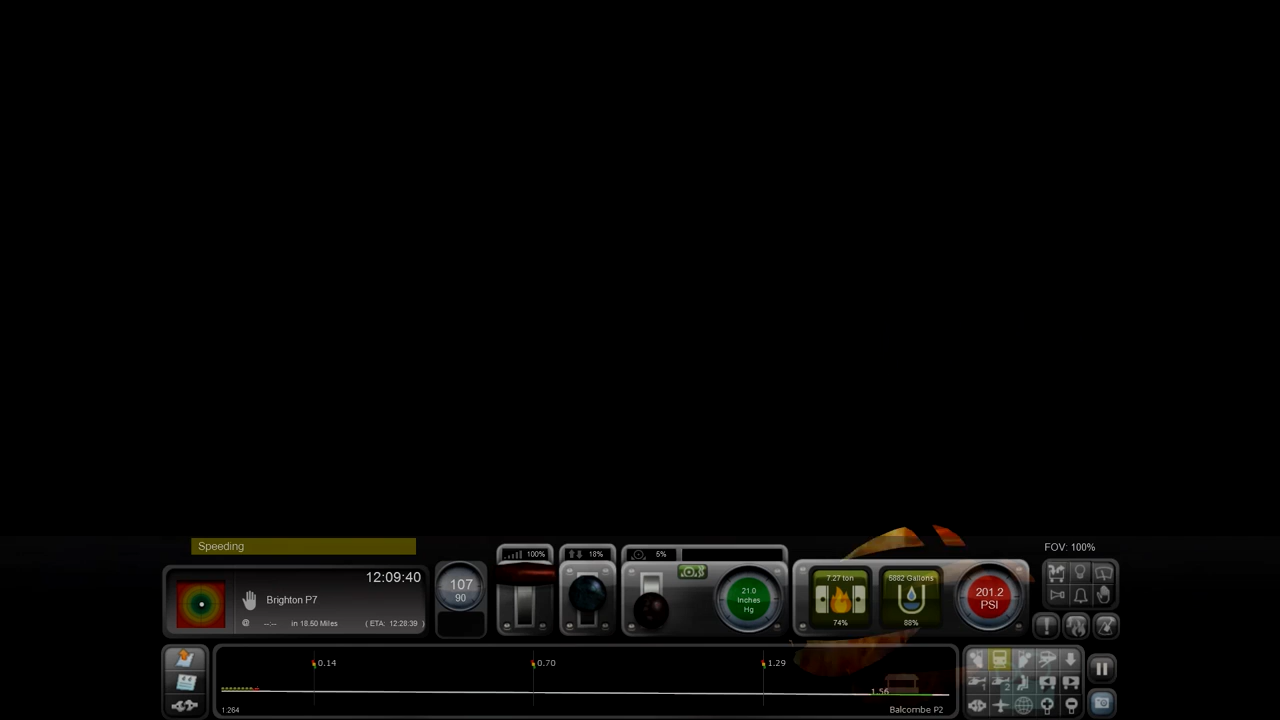 Speeding
FOV: 100%
100%
18%
5%
12:09:40
107
90
Brighton P7
@ --:-- in 18.50 Miles ( ETA: 12:28:39 )
21.0
Inches
Hg
7.27 ton
74%
5882 Gallons
88%
201.2
PSI
0.14
0.70
1.29
1.56
1:264
Balcombe P2
1
2